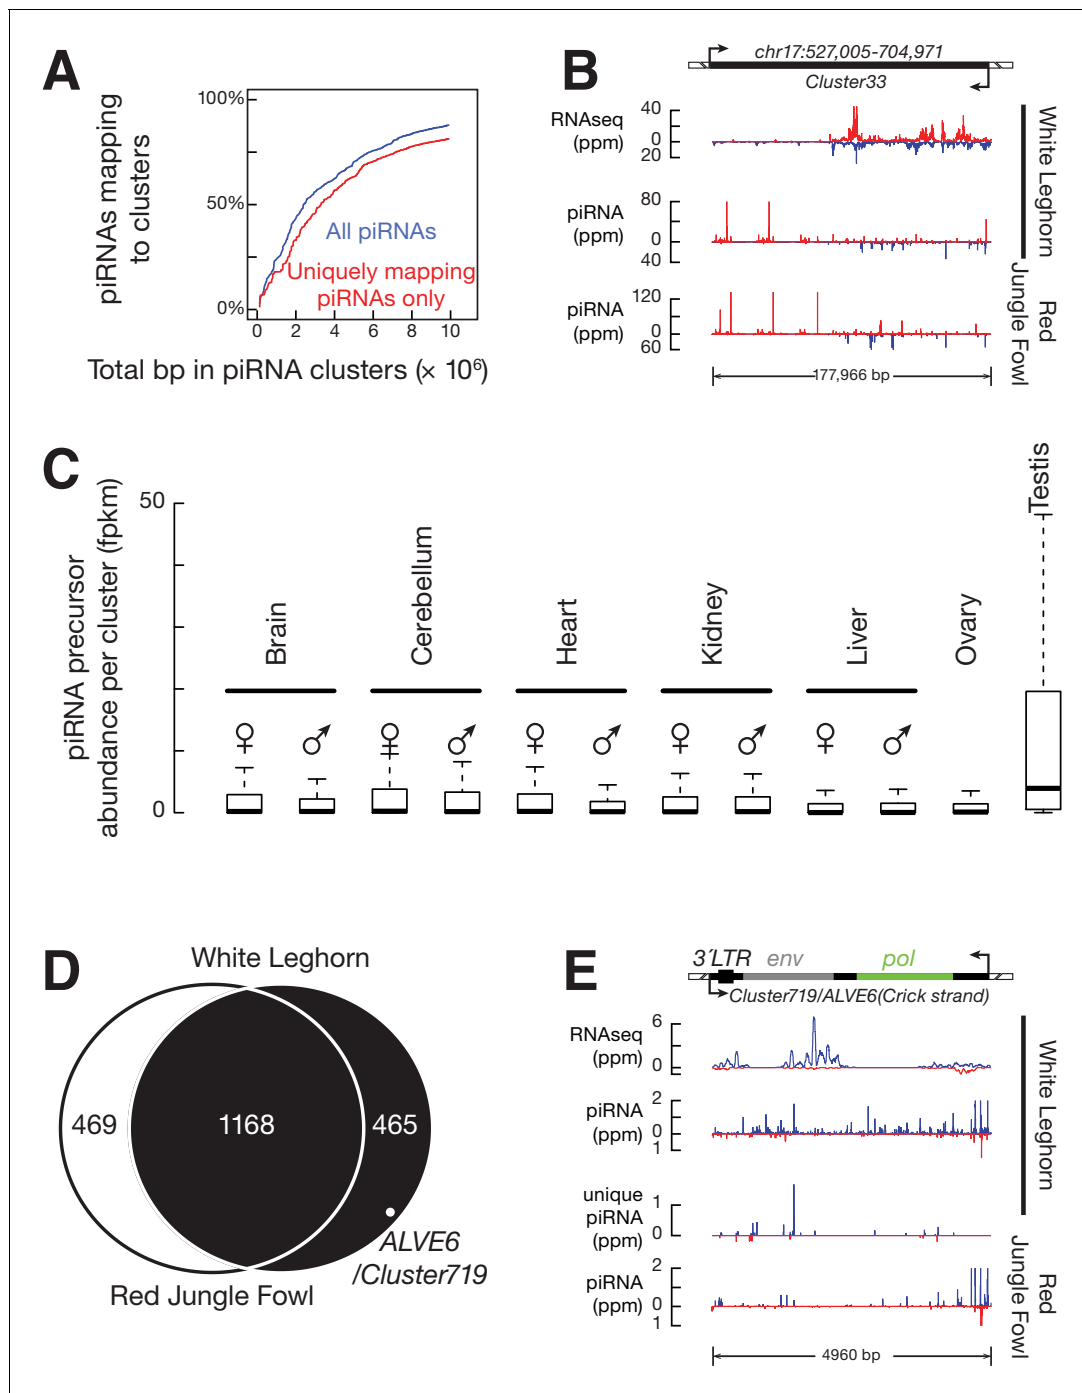 A
piRNAs mapping
to clusters
100%
50%
0%
All piRNAs
Uniquely mapping
piRNAs only
0 2 4 6 8 10
Total bp in piRNA clusters (× 10⁶)
B
chr17:527,005-704,971
Cluster33
RNAseq
(ppm)
40
0
20
piRNA
(ppm)
80
0
40
piRNA
(ppm)
120
0
60
177,966 bp
White Leghorn
Red
Jungle Fowl
C
piRNA precursor
abundance per cluster (fpkm)
50
0
Brain
Cerebellum
Heart
Kidney
Liver
Ovary
Testis
♀ ♂ ♀ ♂ ♀ ♂ ♀ ♂ ♀ ♂
D
White Leghorn
469
1168
465
ALVE6
/Cluster719
Red Jungle Fowl
E
3´LTR env pol
Cluster719/ALVE6(Crick strand)
RNAseq
(ppm)
6
0
piRNA
(ppm)
2
0
1
unique
piRNA
(ppm)
1
0
piRNA
(ppm)
2
0
1
4960 bp
White Leghorn
Red
Jungle Fowl